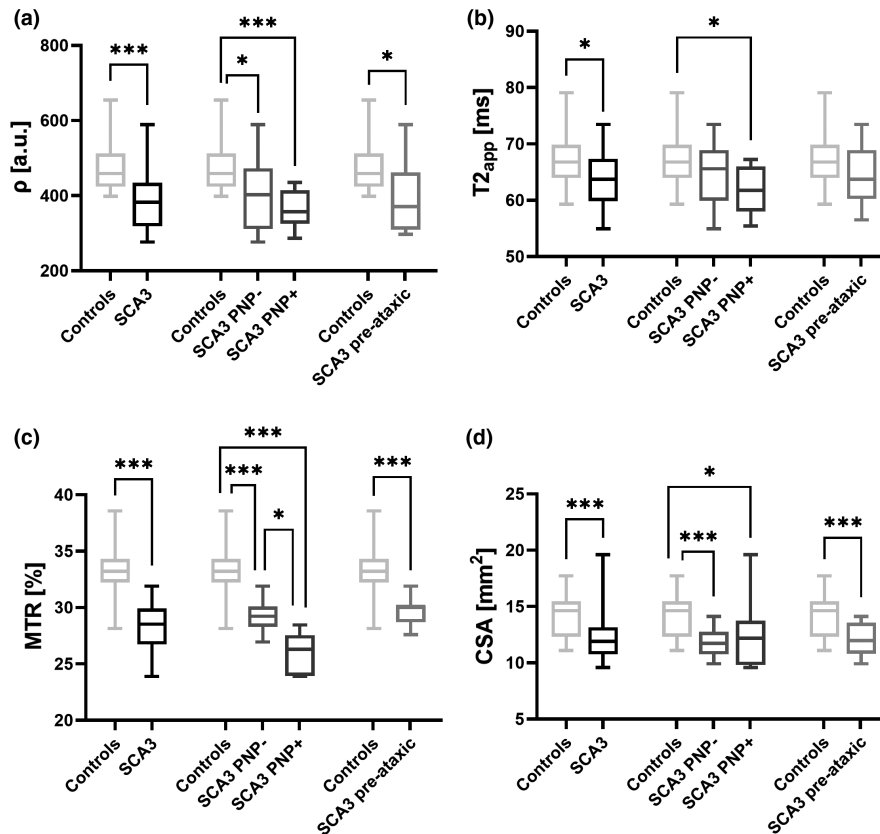 (a)
800
600
400
200
ρ [a.u.]
***
***
*
*
Controls
SCA3
Controls
SCA3 PNP-
SCA3 PNP+
Controls
SCA3 pre-ataxic
(b)
90
80
70
60
50
T2app [ms]
*
*
Controls
SCA3
Controls
SCA3 PNP-
SCA3 PNP+
Controls
SCA3 pre-ataxic
(c)
40
35
30
25
20
MTR [%]
***
***
***
*
***
Controls
SCA3
Controls
SCA3 PNP-
SCA3 PNP+
Controls
SCA3 pre-ataxic
(d)
25
20
15
10
5
CSA [mm²]
***
*
***
***
Controls
SCA3
Controls
SCA3 PNP-
SCA3 PNP+
Controls
SCA3 pre-ataxic